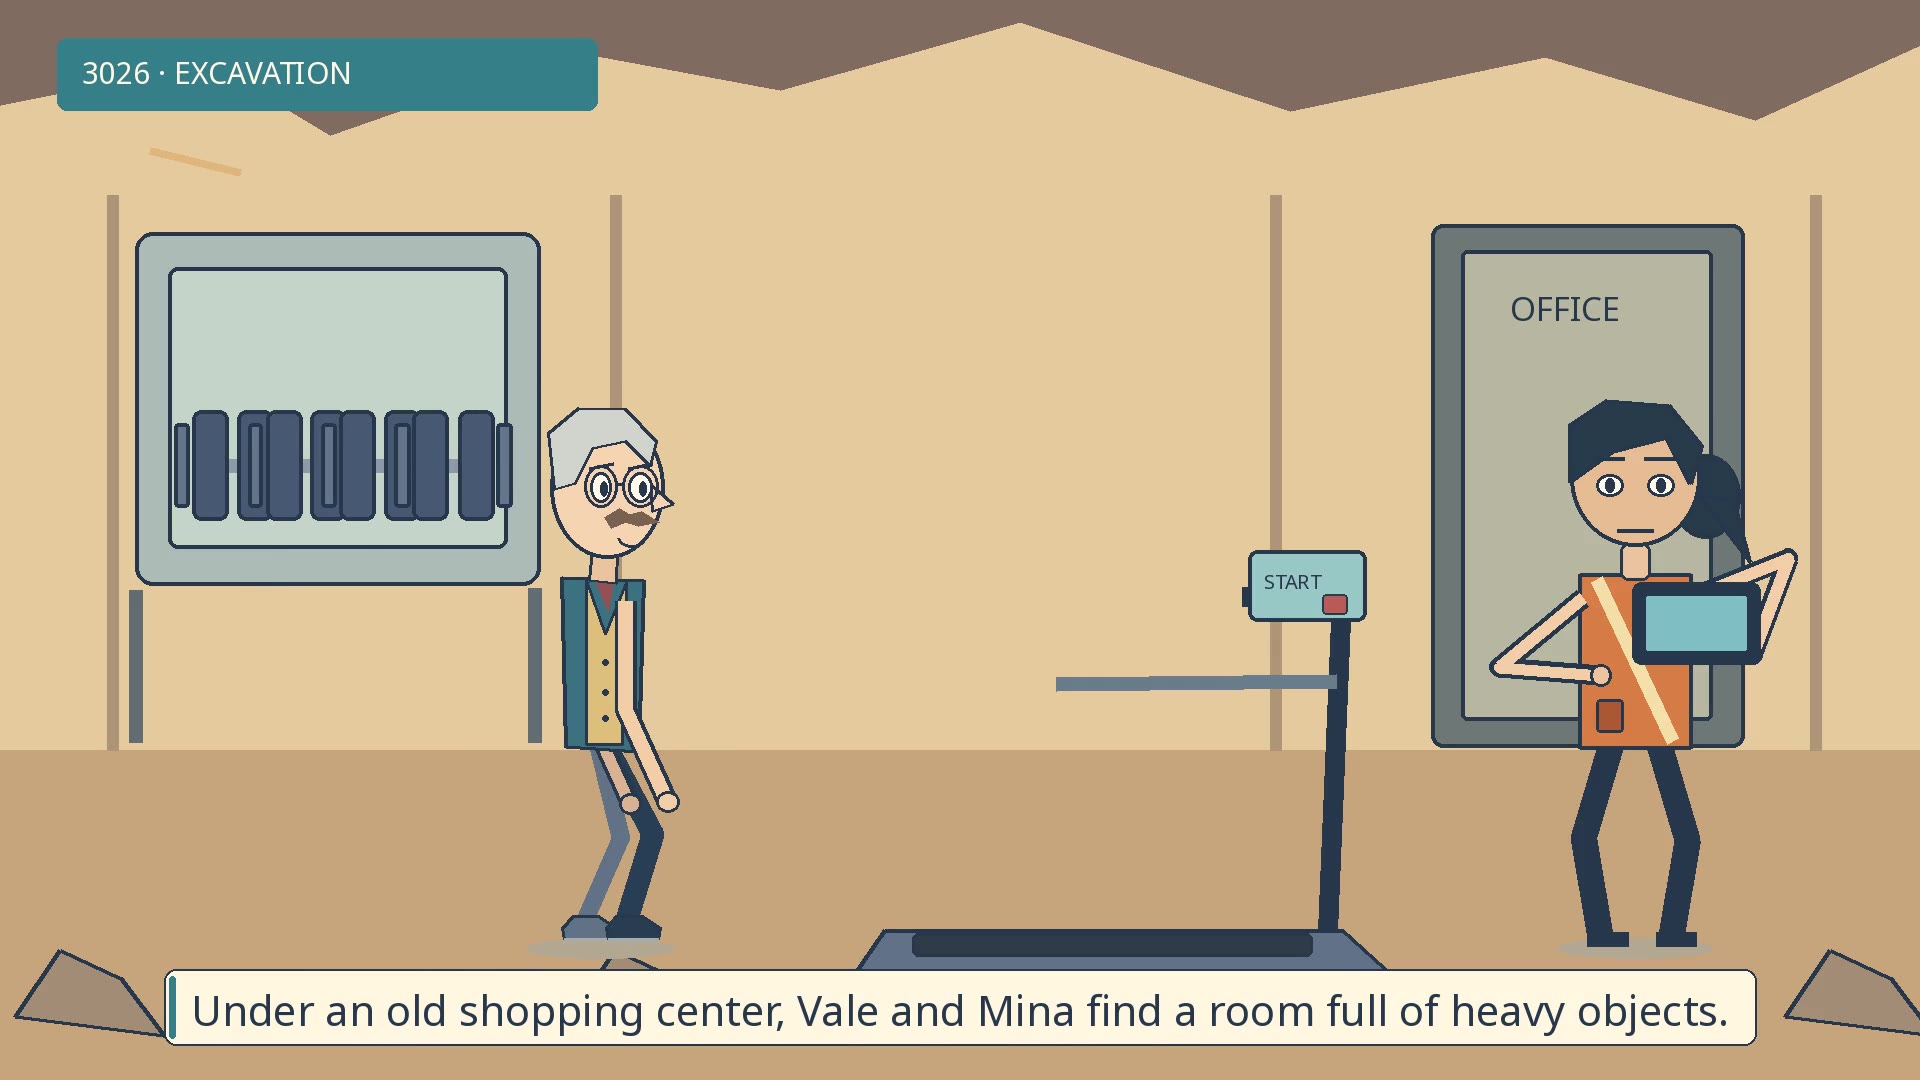 3026 · EXCAVATION
OFFICE
START
Under an old shopping center, Vale and Mina find a room full of heavy objects.